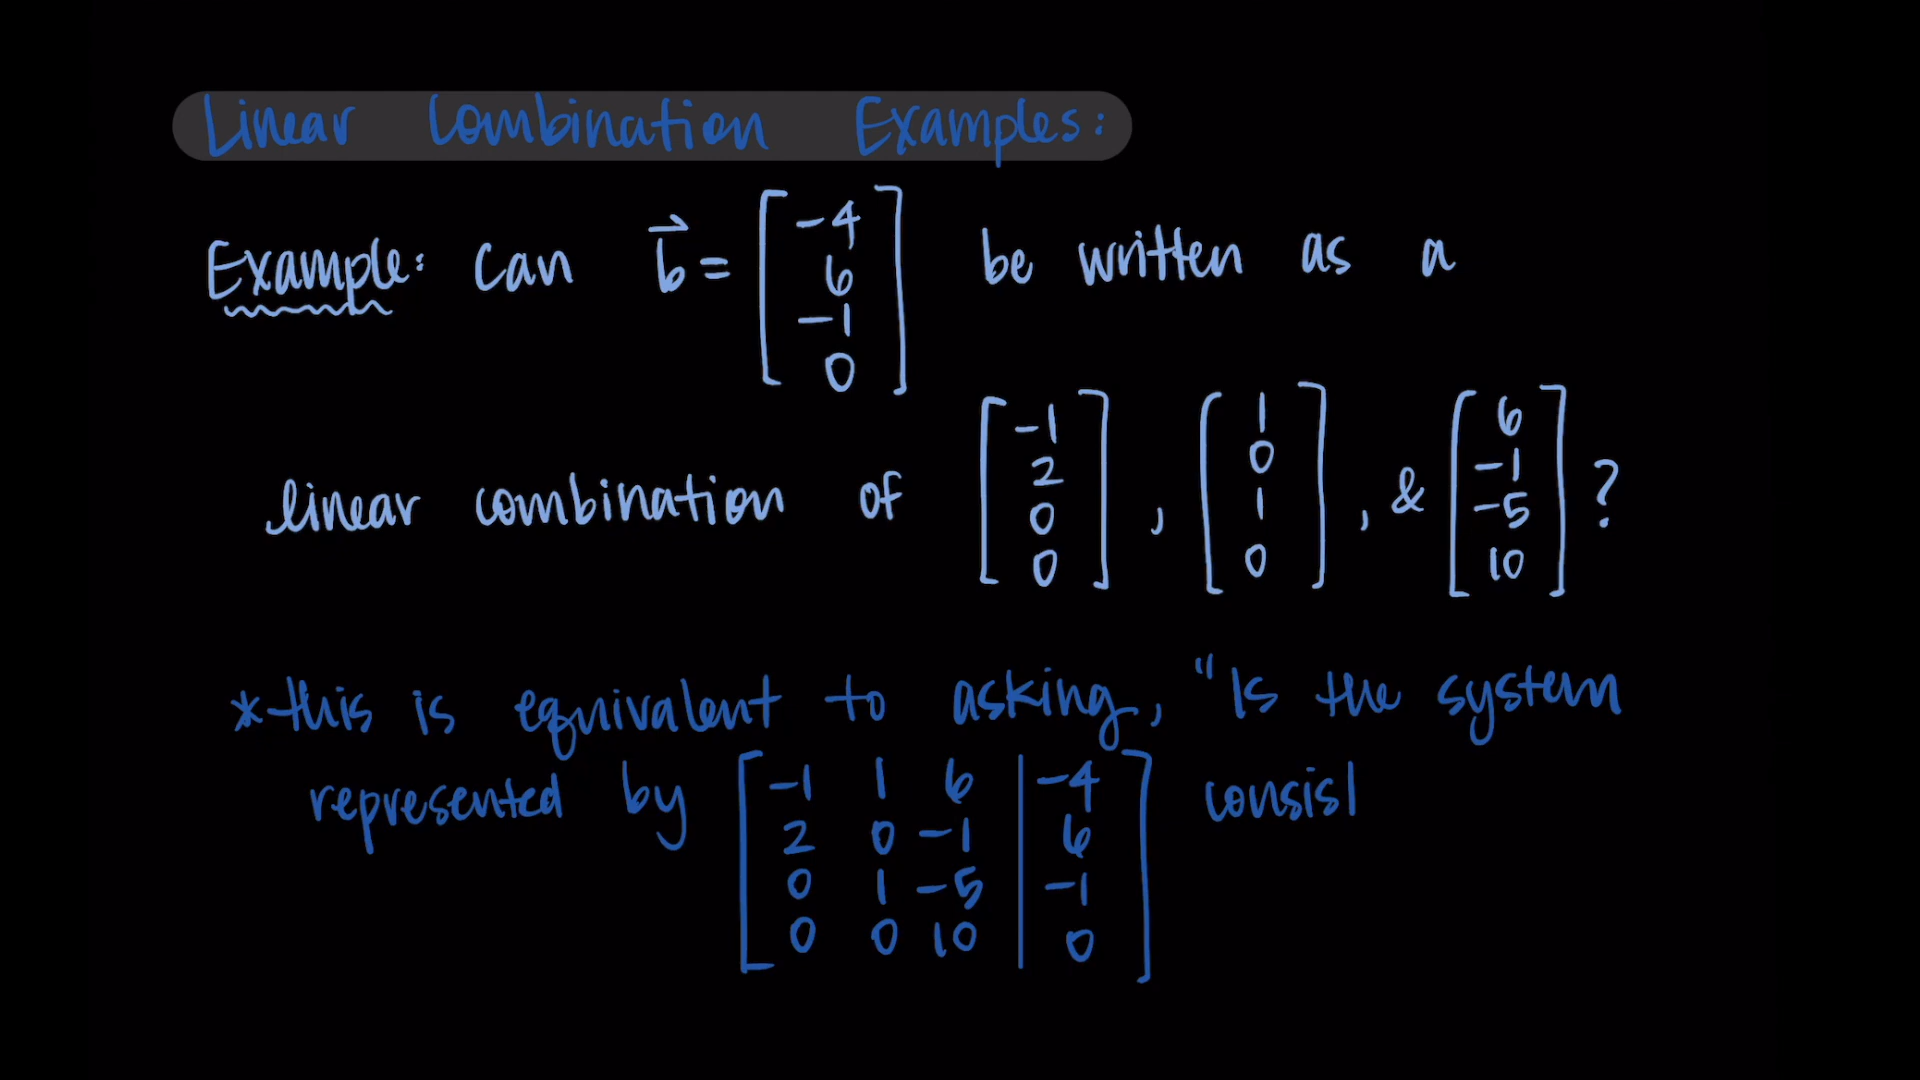 Linear Combination Examples:
Example: can b⃗ = [-4 6 -1 0] be written as a
linear combination of [-1 2 0 0], [1 0 1 0], & [6 -1 -5 10]?
*this is equivalent to asking, "Is the system
represented by [-1 1 6 | -4
2 0 -1 | 6
0 1 -5 | -1
0 0 10 | 0] consisl